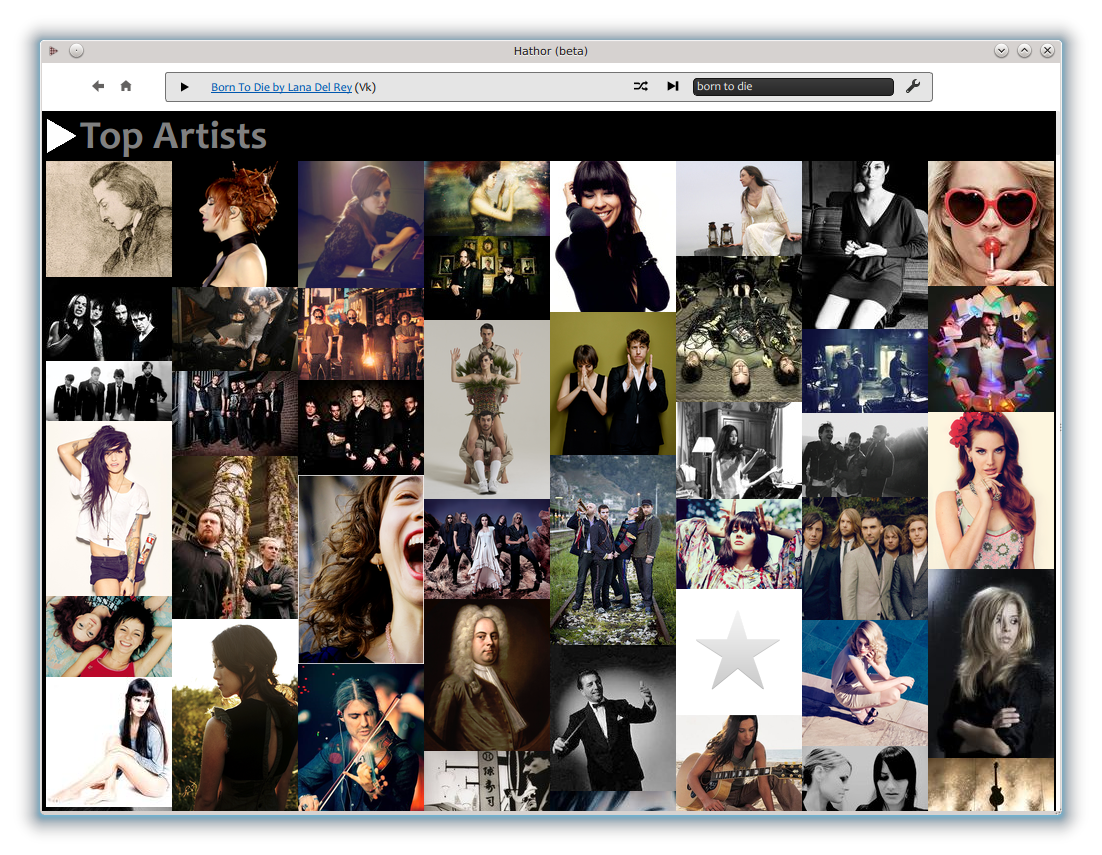 Hathor (beta)
Born To Die by Lana Del Rey (Vk)
born to die
Top Artists